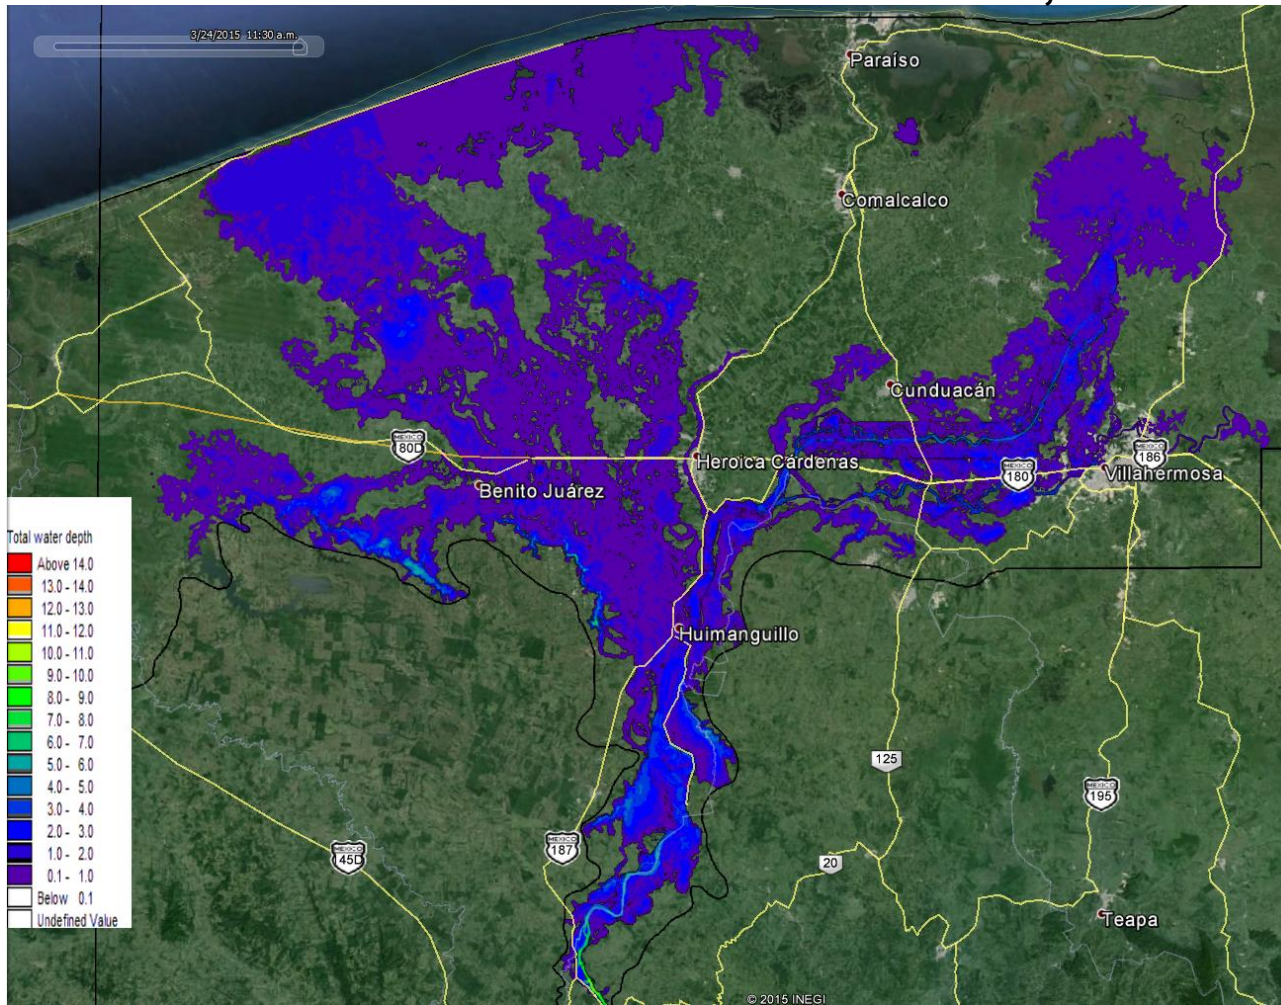 3/24/2015 11:30 a.m.
Paraíso
Comalcalco
Cunduacán
MEXICO
80D
Heroica Cárdenas
MEXICO
180
MEXICO
186
Villahermosa
Benito Juárez
Huimanguillo
125
MEXICO
195
MEXICO
187
MEXICO
145D
20
Teapa
© 2015 INEGI
Total water depth
Above 14.0
13.0 - 14.0
12.0 - 13.0
11.0 - 12.0
10.0 - 11.0
9.0 - 10.0
8.0 - 9.0
7.0 - 8.0
6.0 - 7.0
5.0 - 6.0
4.0 - 5.0
3.0 - 4.0
2.0 - 3.0
1.0 - 2.0
0.1 - 1.0
Below 0.1
Undefined Value